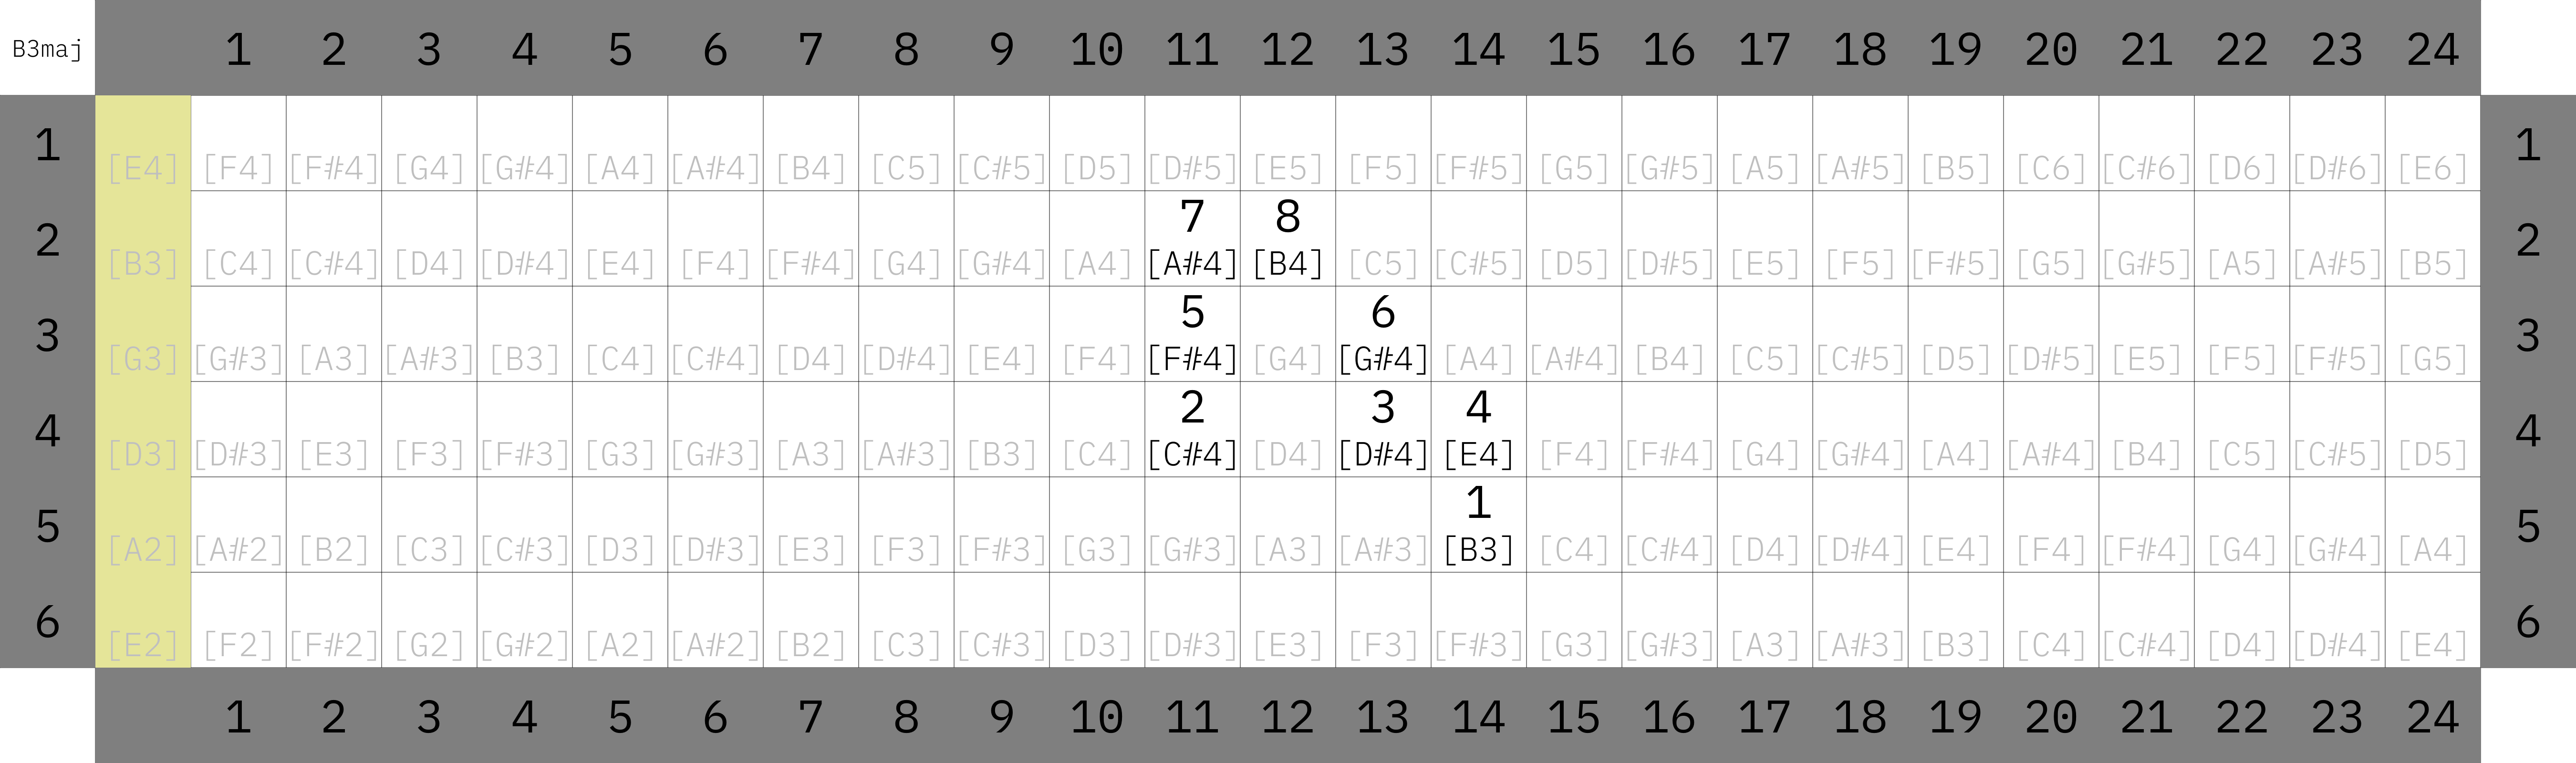 B3maj 1 2 3 4 5 6 7 8 9 10 11 12 13 14 15 16 17 18 19 20 21 22 23 24
1 [E4] [F4] [F#4] [G4] [G#4] [A4] [A#4] [B4] [C5] [C#5] [D5] [D#5] [E5] [F5] [F#5] [G5] [G#5] [A5] [A#5] [B5] [C6] [C#6] [D6] [D#6] [E6] 1
7 8
2 [B3] [C4] [C#4] [D4] [D#4] [E4] [F4] [F#4] [G4] [G#4] [A4] [A#4] [B4] [C5] [C#5] [D5] [D#5] [E5] [F5] [F#5] [G5] [G#5] [A5] [A#5] [B5] 2
5 6
3 [G3] [G#3] [A3] [A#3] [B3] [C4] [C#4] [D4] [D#4] [E4] [F4] [F#4] [G4] [G#4] [A4] [A#4] [B4] [C5] [C#5] [D5] [D#5] [E5] [F5] [F#5] [G5] 3
2 3 4
4 [D3] [D#3] [E3] [F3] [F#3] [G3] [G#3] [A3] [A#3] [B3] [C4] [C#4] [D4] [D#4] [E4] [F4] [F#4] [G4] [G#4] [A4] [A#4] [B4] [C5] [C#5] [D5] 4
1
5 [A2] [A#2] [B2] [C3] [C#3] [D3] [D#3] [E3] [F3] [F#3] [G3] [G#3] [A3] [A#3] [B3] [C4] [C#4] [D4] [D#4] [E4] [F4] [F#4] [G4] [G#4] [A4] 5
6 [E2] [F2] [F#2] [G2] [G#2] [A2] [A#2] [B2] [C3] [C#3] [D3] [D#3] [E3] [F3] [F#3] [G3] [G#3] [A3] [A#3] [B3] [C4] [C#4] [D4] [D#4] [E4] 6
1 2 3 4 5 6 7 8 9 10 11 12 13 14 15 16 17 18 19 20 21 22 23 24